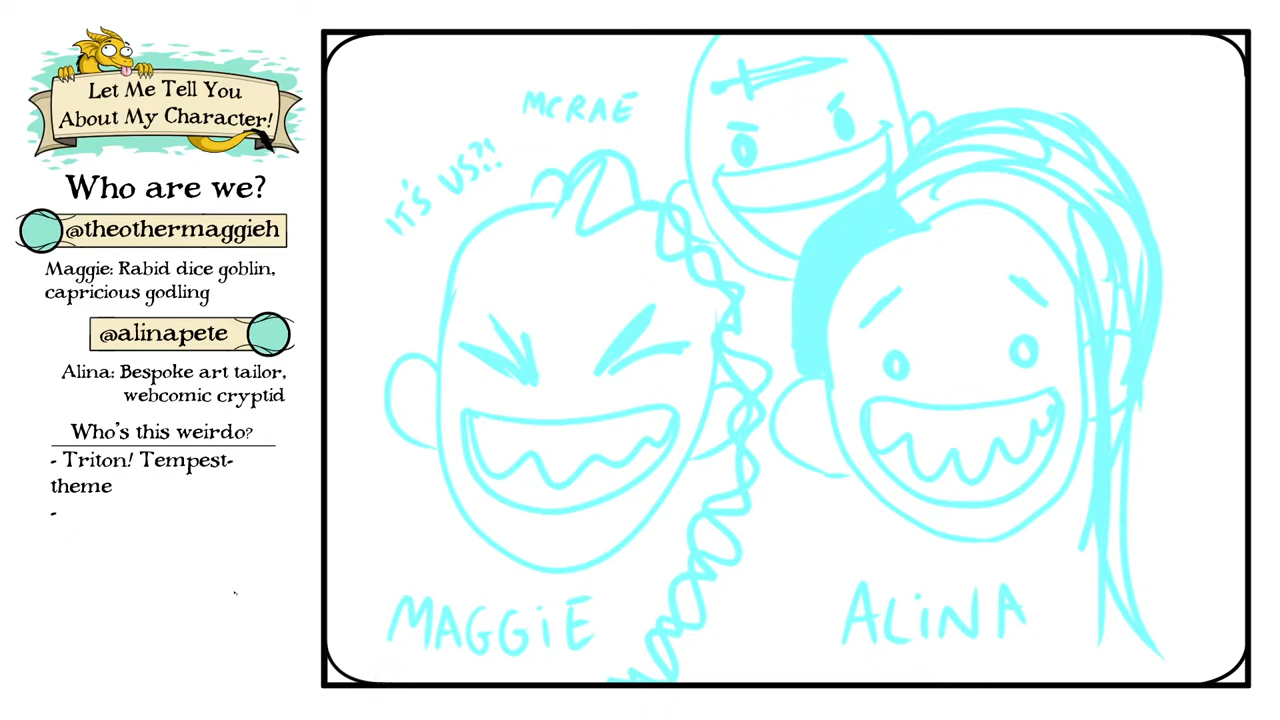 Let Me Tell You
About My Character!
Who are we?
@theothermaggieh
Maggie: Rabid dice goblin,
capricious godling
@alinapete
Alina: Bespoke art tailor,
webcomic cryptid
Who's this weirdo?
- Triton! Tempest-
theme
-
MCRAE
IT'S US?!
MAGGiE
ALiNA